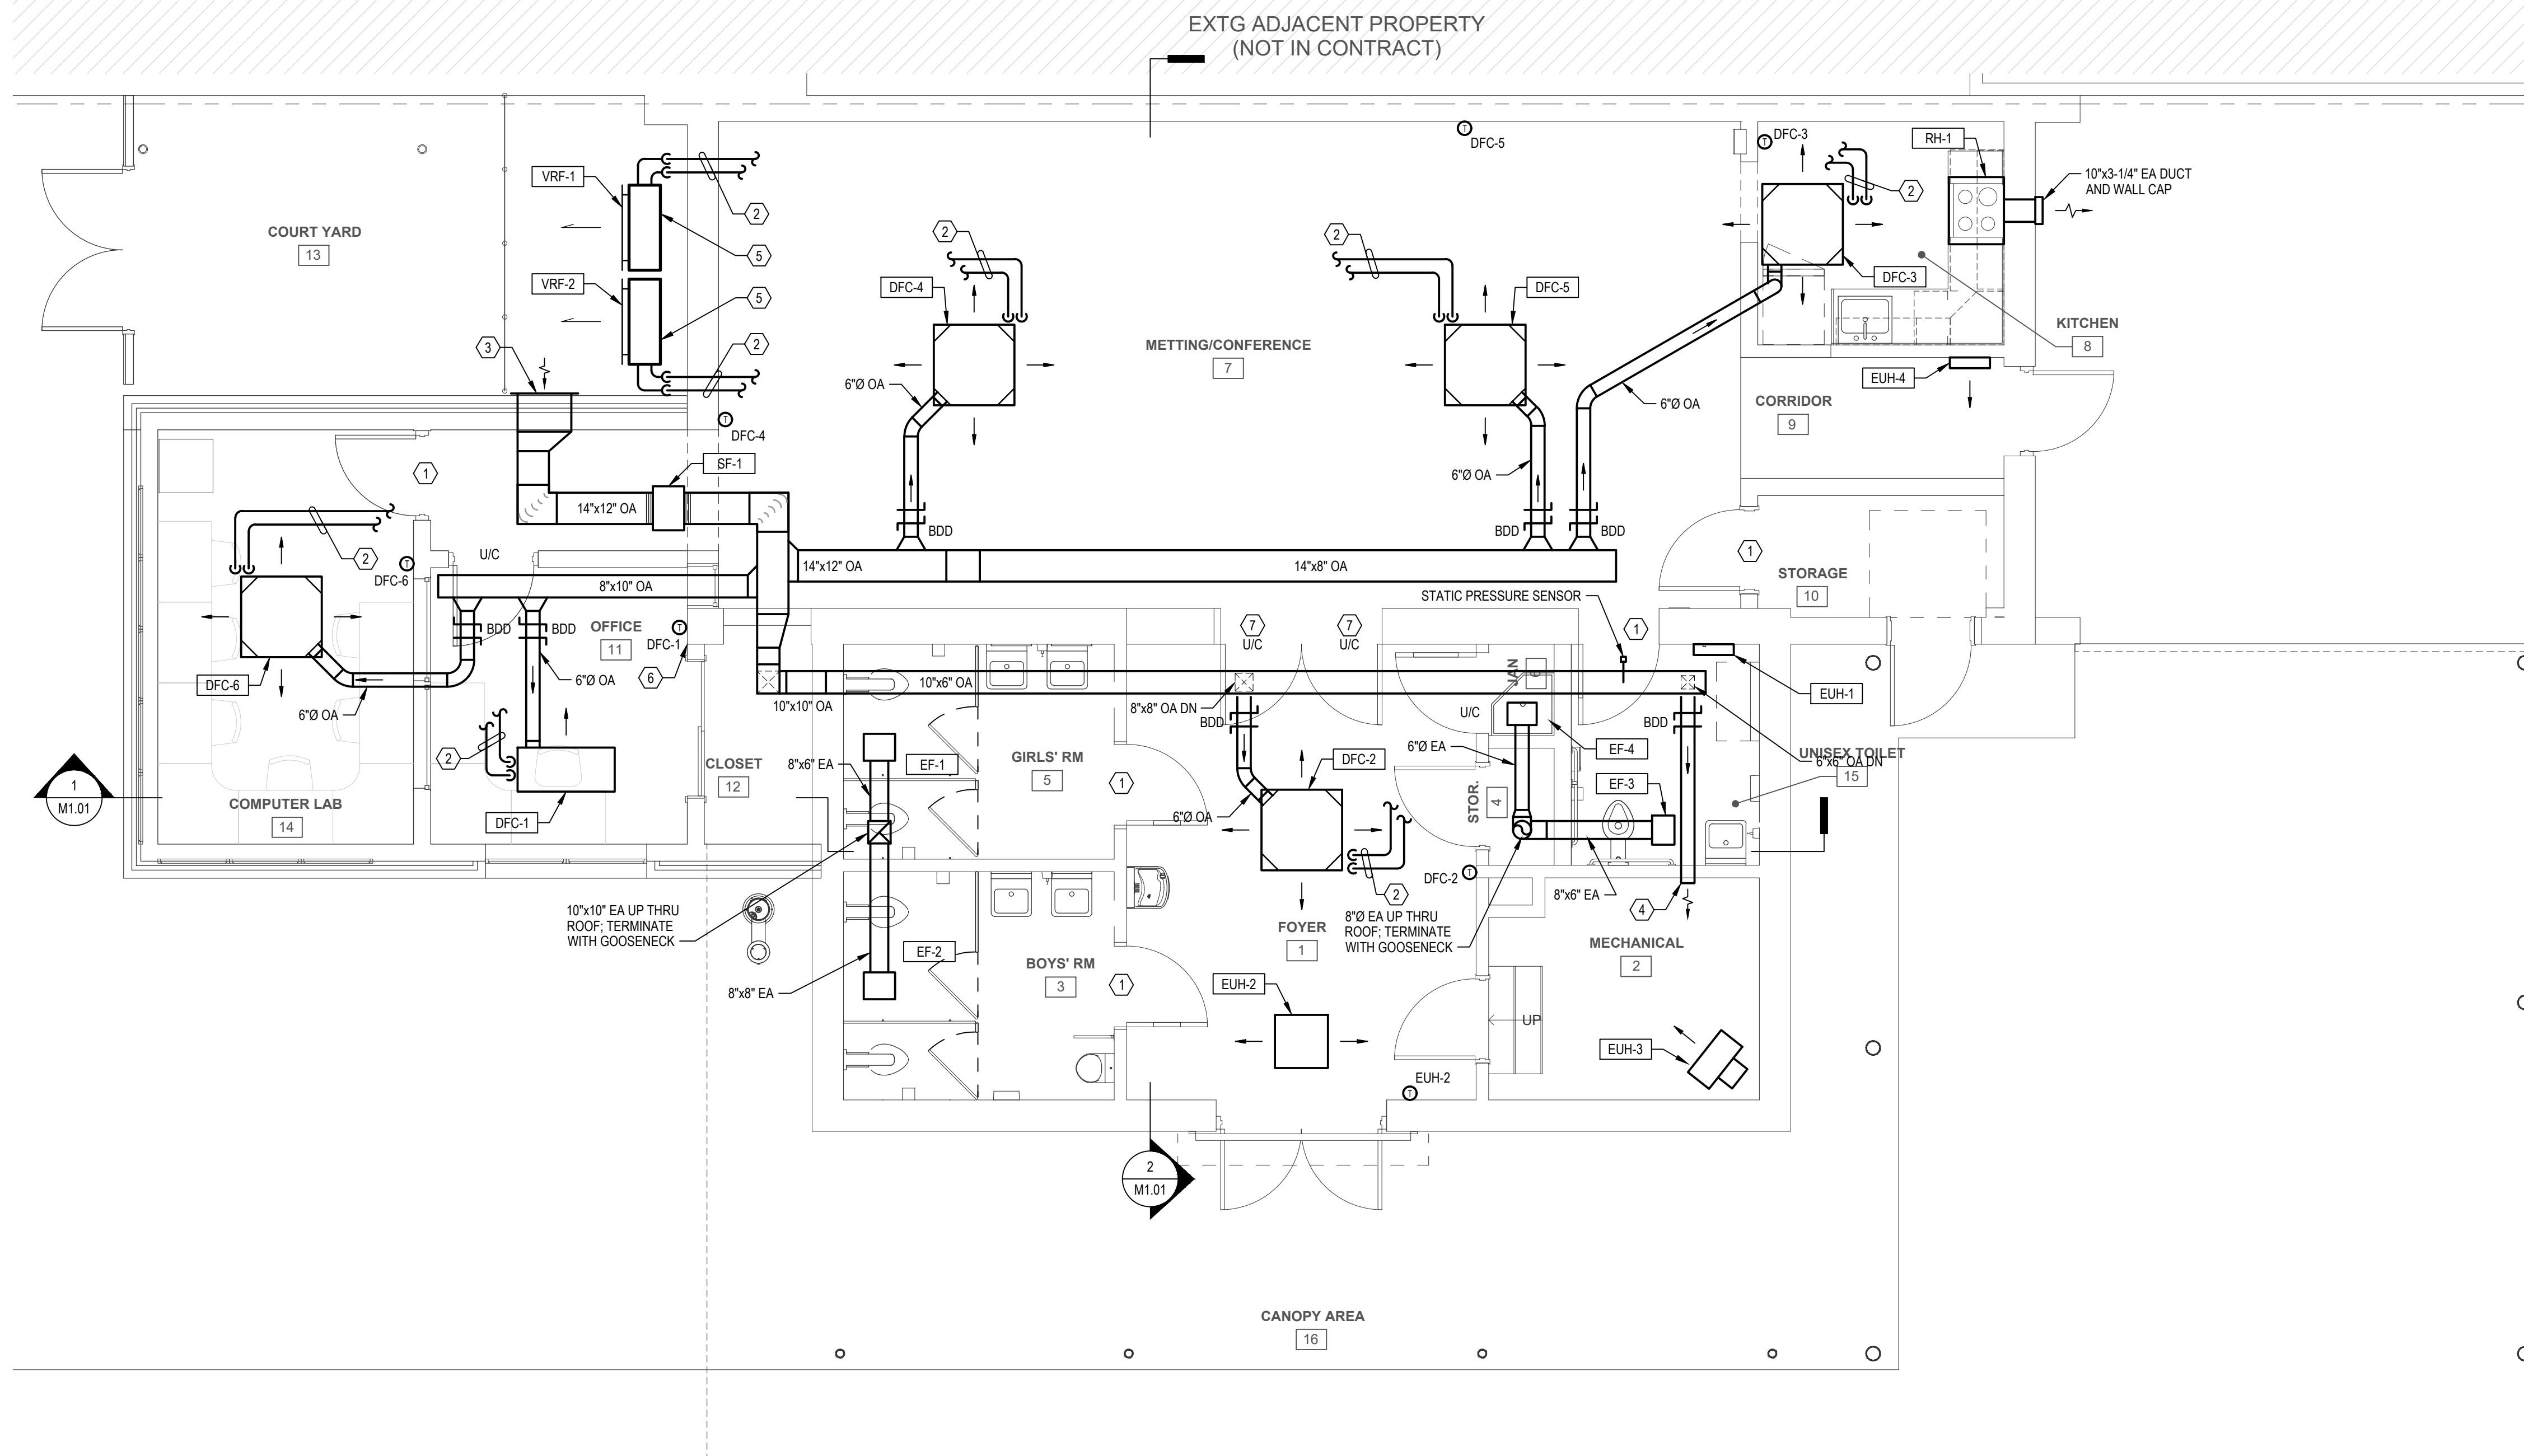 EXTG ADJACENT PROPERTY
(NOT IN CONTRACT)
T
DFC-5
T
DFC-3
RH-1
10"x3-1/4" EA DUCT
AND WALL CAP
VRF-1
2
5
COURT YARD
13
VRF-2
5
2
3
2
DFC-4
2
DFC-5
2
DFC-3
KITCHEN
8
METTING/CONFERENCE
7
6"Ø OA
6"Ø OA
EUH-4
CORRIDOR
9
T
DFC-4
SF-1
1
14"x12" OA
6"Ø OA
BDD
BDD
BDD
2
U/C
T
DFC-6
14"x12" OA
14"x8" OA
1
STORAGE
10
8"x10" OA
STATIC PRESSURE SENSOR
BDD
BDD
OFFICE
11
T
DFC-1
6
7
U/C
7
U/C
1
DFC-6
6"Ø OA
6"Ø OA
10"x10" OA
10"x6" OA
8"x8" OA DN
BDD
JAN
U/C
BDD
EUH-1
2
DFC-1
COMPUTER LAB
14
1
M1.01
CLOSET
12
8"x6" EA
EF-1
GIRLS' RM
5
1
DFC-2
6"Ø OA
6"Ø EA
EF-4
EF-3
STOR.
4
UNISEX TOILET
6"x6" OA DN
15
T
DFC-2
2
8"x6" EA
4
10"x10" EA UP THRU
ROOF; TERMINATE
WITH GOOSENECK
8"Ø EA UP THRU
ROOF; TERMINATE
WITH GOOSENECK
FOYER
1
MECHANICAL
2
EF-2
BOYS' RM
3
1
8"x8" EA
EUH-2
UP
EUH-3
EUH-2
T
2
M1.01
CANOPY AREA
16